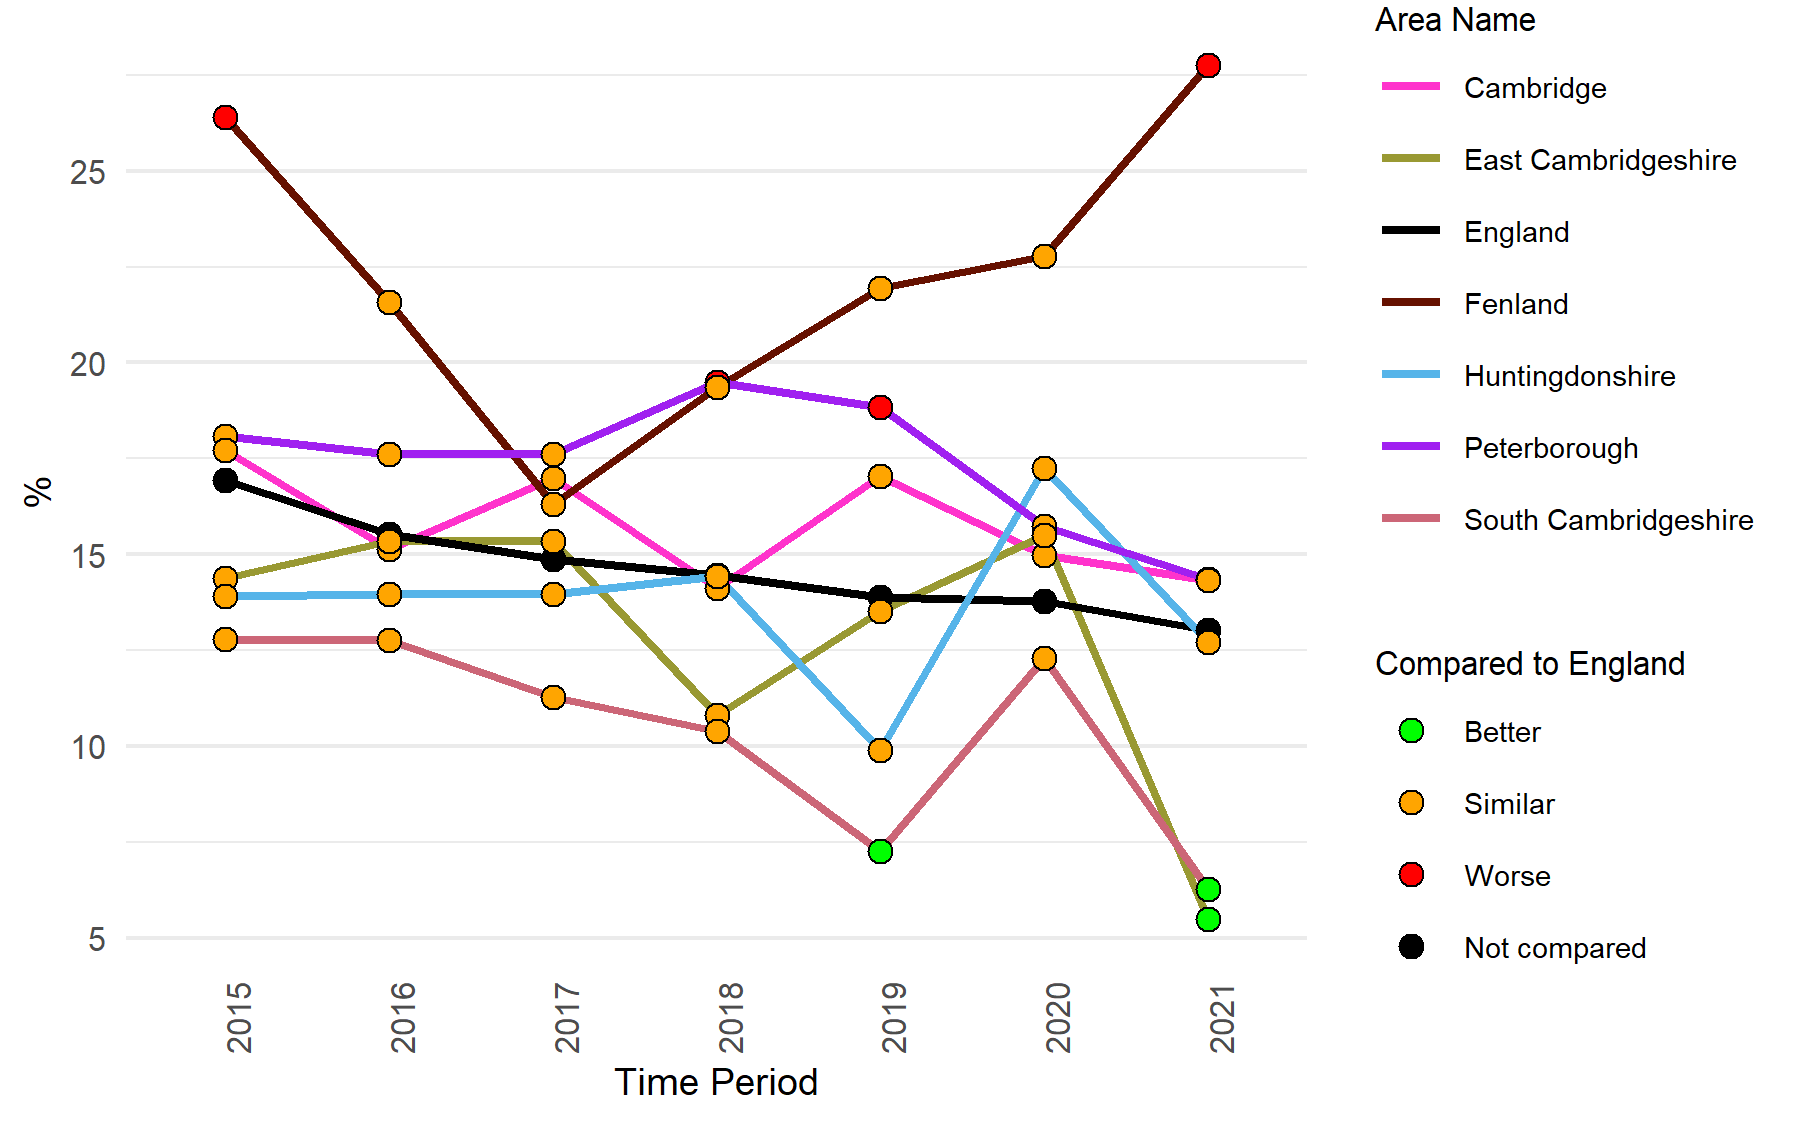 Area Name
Cambridge
East Cambridgeshire
England
Fenland
Huntingdonshire
Peterborough
South Cambridgeshire
Compared to England
Better
Similar
Worse
Not compared
%
25
20
15
10
5
2015
2016
2017
2018
2019
2020
2021
Time Period